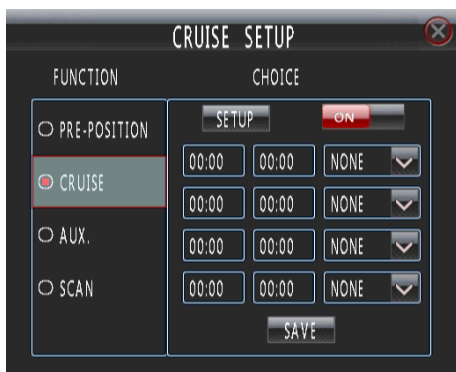 CRUISE SETUP
FUNCTION CHOICE
PRE-POSITION
CRUISE
AUX.
SCAN
SETUP ON
00:00 00:00 NONE
00:00 00:00 NONE
00:00 00:00 NONE
00:00 00:00 NONE
SAVE